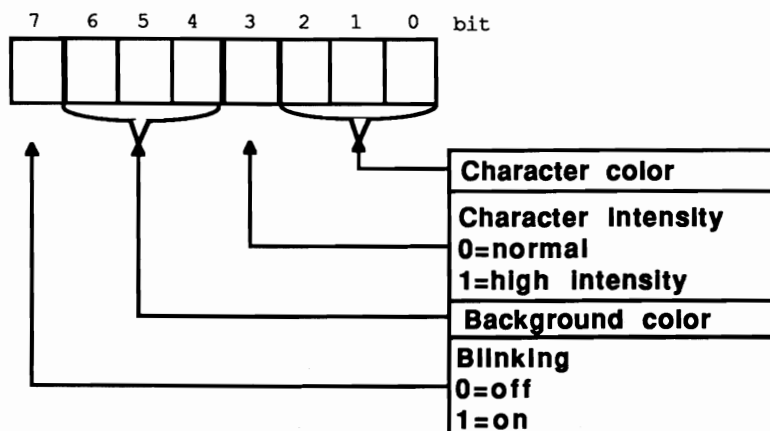 7 6 5 4 3 2 1 0 bit
Character color
Character intensity
0=normal
1=high intensity
Background color
Blinking
0=off
1=on